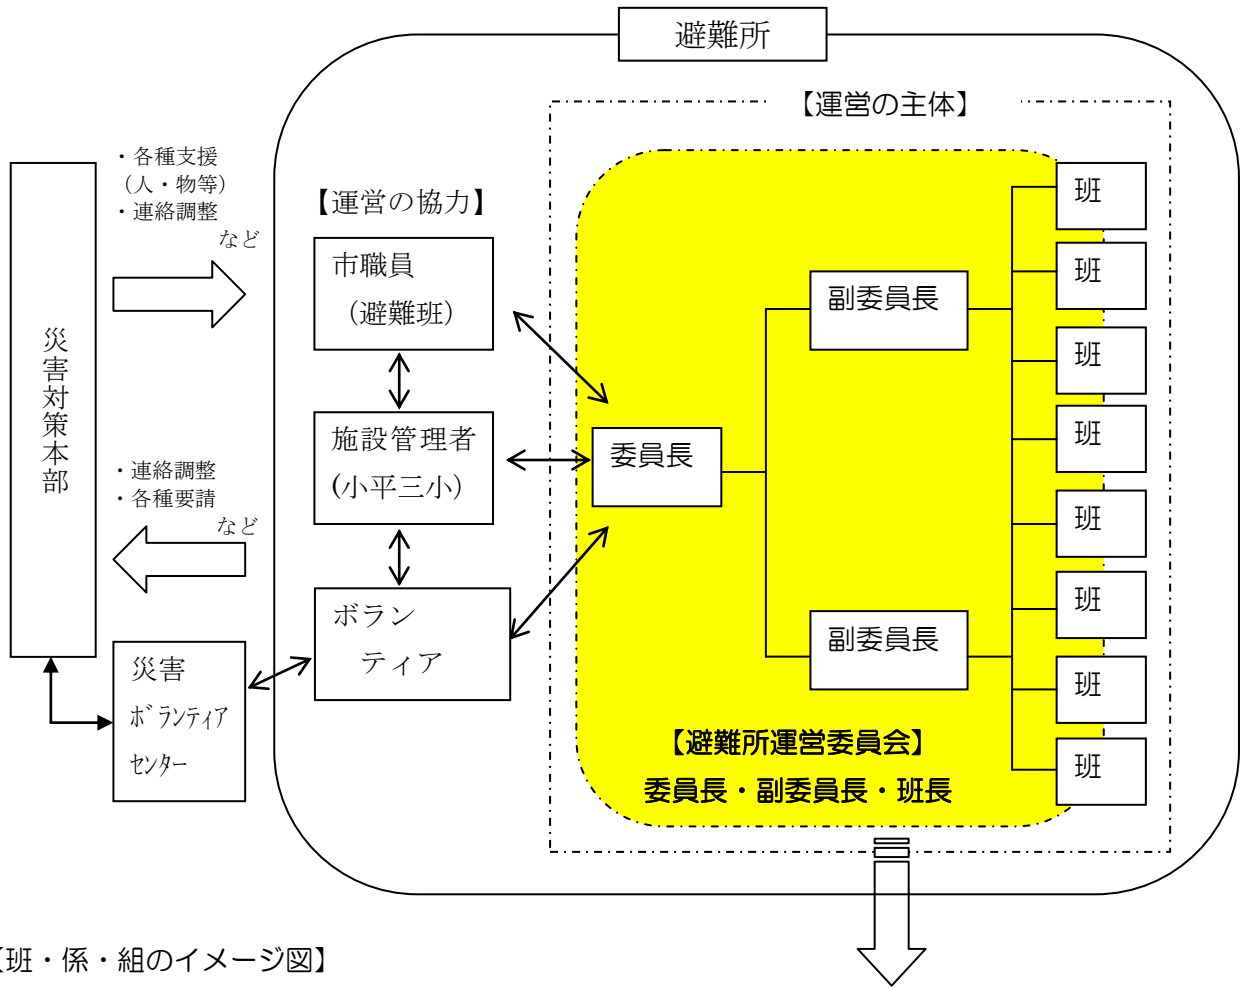 避難所
【運営の主体】
・各種支援
（人・物等）
・連絡調整
など
【運営の協力】
市職員
（避難班）
施設管理者
(小平三小）
ボラン
ティア
災害対策本部
・連絡調整
・各種要請
など
災害
ﾎﾞﾗﾝﾃｨｱ
ｾﾝﾀｰ
委員長
副委員長
副委員長
班
班
班
班
班
班
班
班
【避難所運営委員会】
委員長・副委員長・班長
【班・係・組のイメージ図】